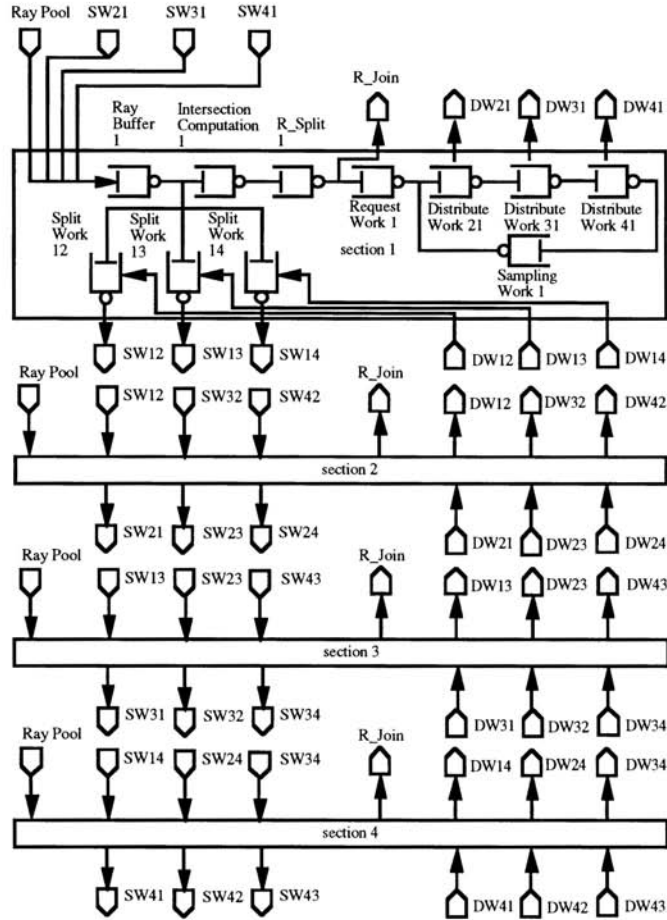 Ray Pool
SW21
SW31
SW41
R_Join
DW21
DW31
DW41
Ray
Buffer
1
Intersection
Computation
1
R_Split
1
Request
Work 1
Distribute
Work 21
Distribute
Work 31
Distribute
Work 41
Split
Work
12
Split
Work
13
Split
Work
14
section 1
Sampling
Work 1
SW12
SW13
SW14
DW12
DW13
DW14
Ray Pool
SW12
SW32
SW42
R_Join
DW12
DW32
DW42
section 2
SW21
SW23
SW24
DW21
DW23
DW24
Ray Pool
SW13
SW23
SW43
R_Join
DW13
DW23
DW43
section 3
SW31
SW32
SW34
DW31
DW32
DW34
Ray Pool
SW14
SW24
SW34
R_Join
DW14
DW24
DW34
section 4
SW41
SW42
SW43
DW41
DW42
DW43